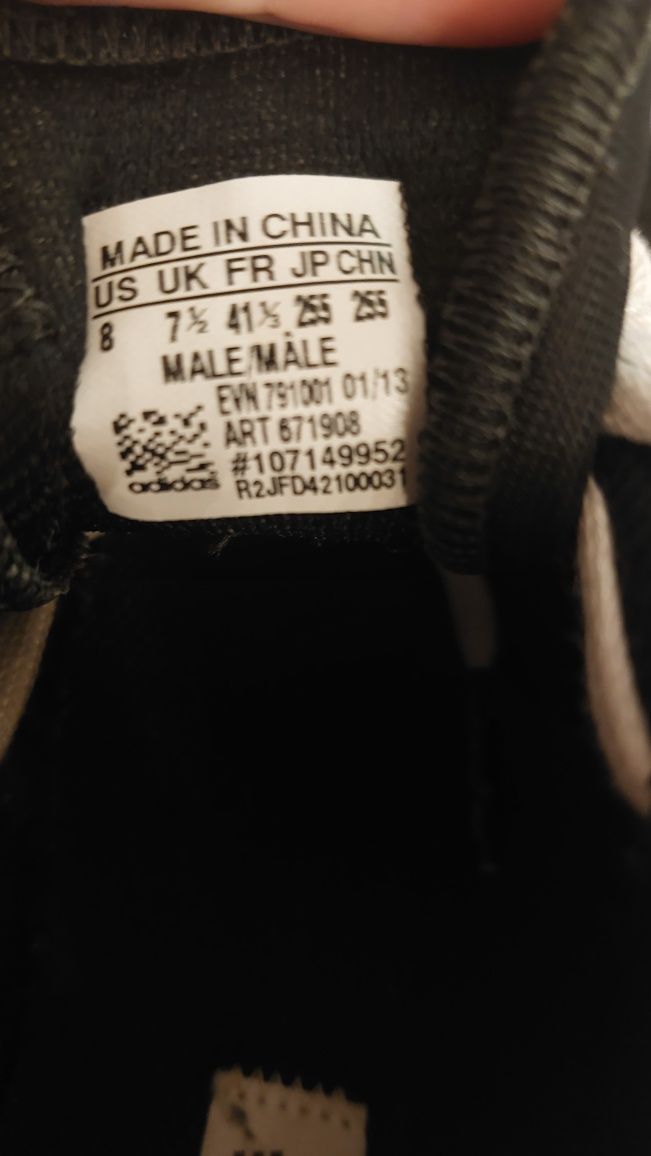 MADE IN CHINA
US UK FR JP CHN
8 7½ 41⅓ 255 255
MALE/MÂLE
EVN 791001 01/13
ART 671908
#107149952
adidas R2JFD42100031